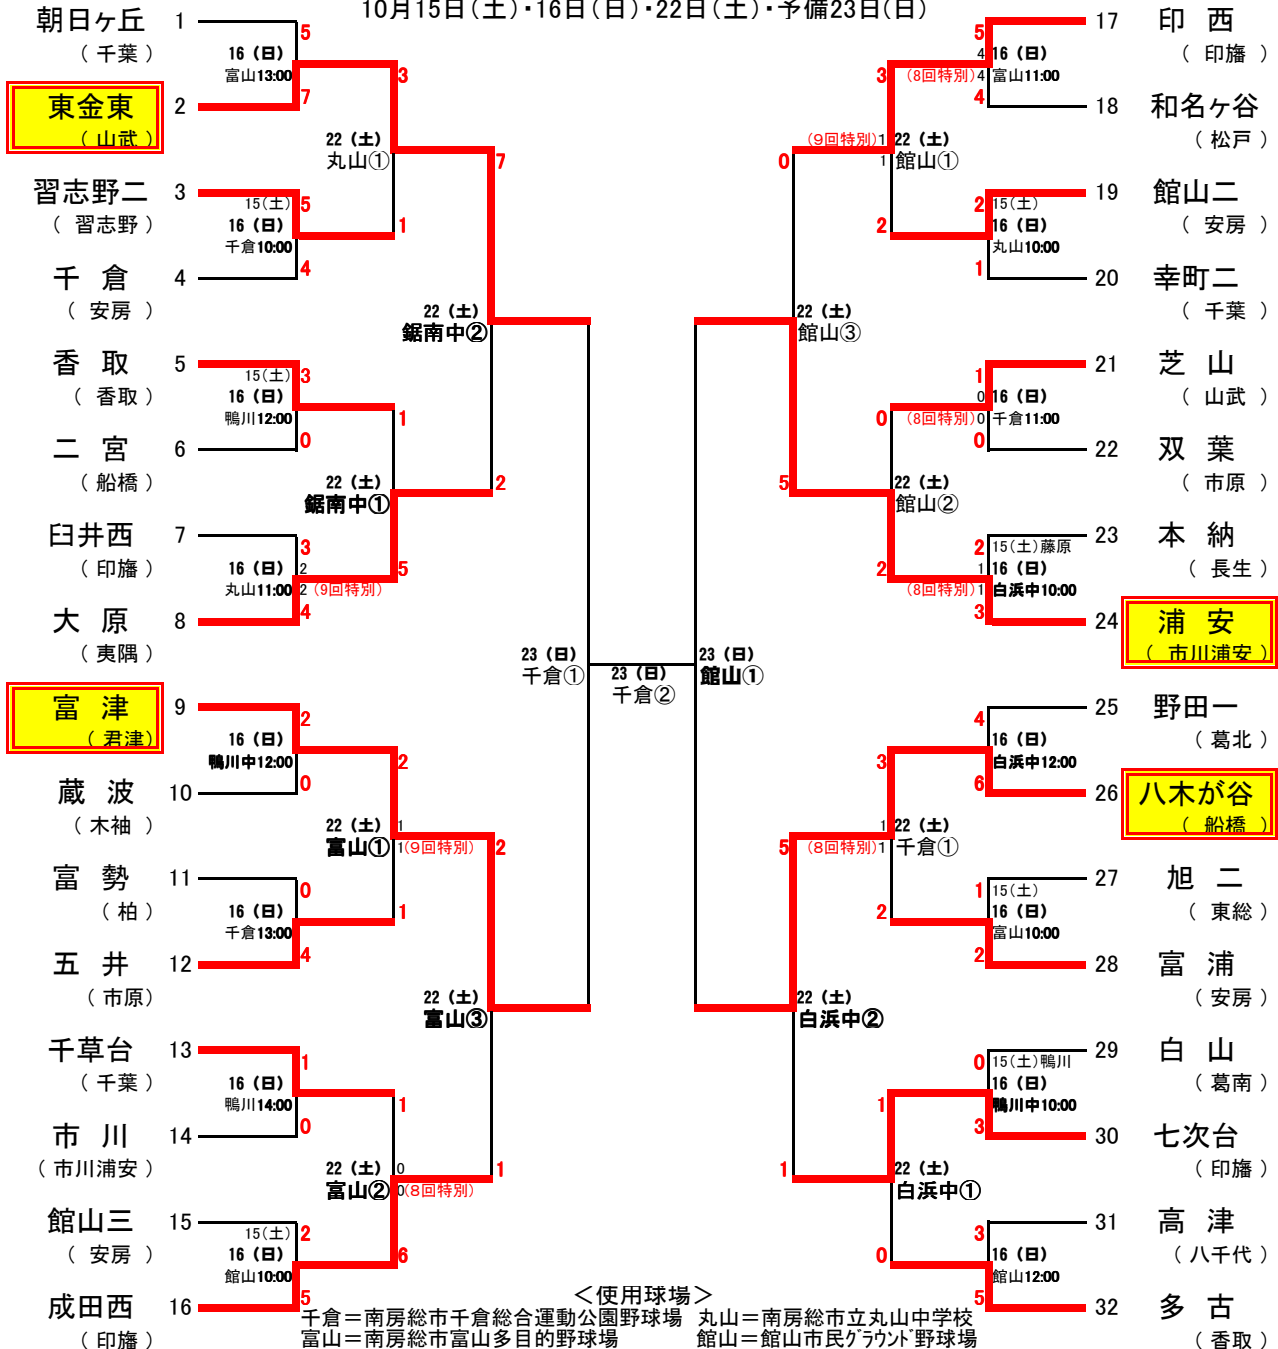 10月15日(土)・16日(日)・22日(土)・予備23日(日)
朝日ヶ丘 1
（ 千葉 ）
5
16 (日)
富山13:00
7
東金東 2
（ 山武 ）
3
22 (土)
丸山①
1
習志野二 3
（ 習志野 ）
15(土) 5
16 (日)
千倉10:00
4
千 倉 4
（ 安房 ）
7
22 (土)
鋸南中②
2
香 取 5
（ 香取 ）
15(土) 3
16 (日)
鴨川12:00
0
二 宮 6
（ 船橋 ）
1
22 (土)
鋸南中①
5
臼井西 7
（ 印旛 ）
3
16 (日) 2
丸山11:00 2 (9回特別)
4
大 原 8
（ 夷隅 ）
23 (日)
千倉①
23 (日)
千倉②
23 (日)
館山①
富 津 9
（ 君津）
2
16 (日)
鴨川中12:00
0
蔵 波 10
（ 木袖 ）
2
22 (土) 1
富山① 1 (9回特別)
1
富 勢 11
（ 柏 ）
0
16 (日)
千倉13:00
4
五 井 12
（ 市原）
2
22 (土)
富山③
1
千草台 13
（ 千葉 ）
1
16 (日)
鴨川14:00
0
市 川 14
（ 市川浦安 ）
1
22 (土) 0
富山② 0 (8回特別)
6
館山三 15
（ 安房 ）
15(土) 2
16 (日)
館山10:00
5
成田西 16
（ 印旛 ）
17 印 西
（ 印旛 ）
5
4 16 (日)
(8回特別) 4 富山11:00
4
18 和名ヶ谷
（ 松戸 ）
3
(9回特別) 1 22 (土)
1 館山①
2
19 館山二
（ 安房 ）
2 15(土)
16 (日)
丸山10:00
1
20 幸町二
（ 千葉 ）
0
22 (土)
館山③
5
21 芝 山
（ 山武 ）
1
0 16 (日)
(8回特別) 0 千倉11:00
0
22 双 葉
（ 市原 ）
0
22 (土)
館山②
2
23 本 納
（ 長生 ）
2 15(土)藤原
1 16 (日)
(8回特別) 1 白浜中10:00
3
24 浦 安
（ 市川浦安 ）
25 野田一
（ 葛北 ）
4
16 (日)
白浜中12:00
6
26 八木が谷
（ 船橋 ）
3
1 22 (土)
(8回特別) 1 千倉①
2
27 旭 二
（ 東総 ）
1 15(土)
16 (日)
富山10:00
2
28 富 浦
（ 安房 ）
5
22 (土)
白浜中②
1
29 白 山
（ 葛南 ）
0 15(土)鴨川
16 (日)
鴨川中10:00
3
30 七次台
（ 印旛 ）
1
22 (土)
白浜中①
0
31 高 津
（ 八千代 ）
3
16 (日)
館山12:00
5
32 多 古
（ 香取 ）
＜使用球場＞
千倉＝南房総市千倉総合運動公園野球場 丸山＝南房総市立丸山中学校
富山＝南房総市富山多目的野球場 館山＝館山市民ｸﾞﾗｳﾝﾄﾞ野球場